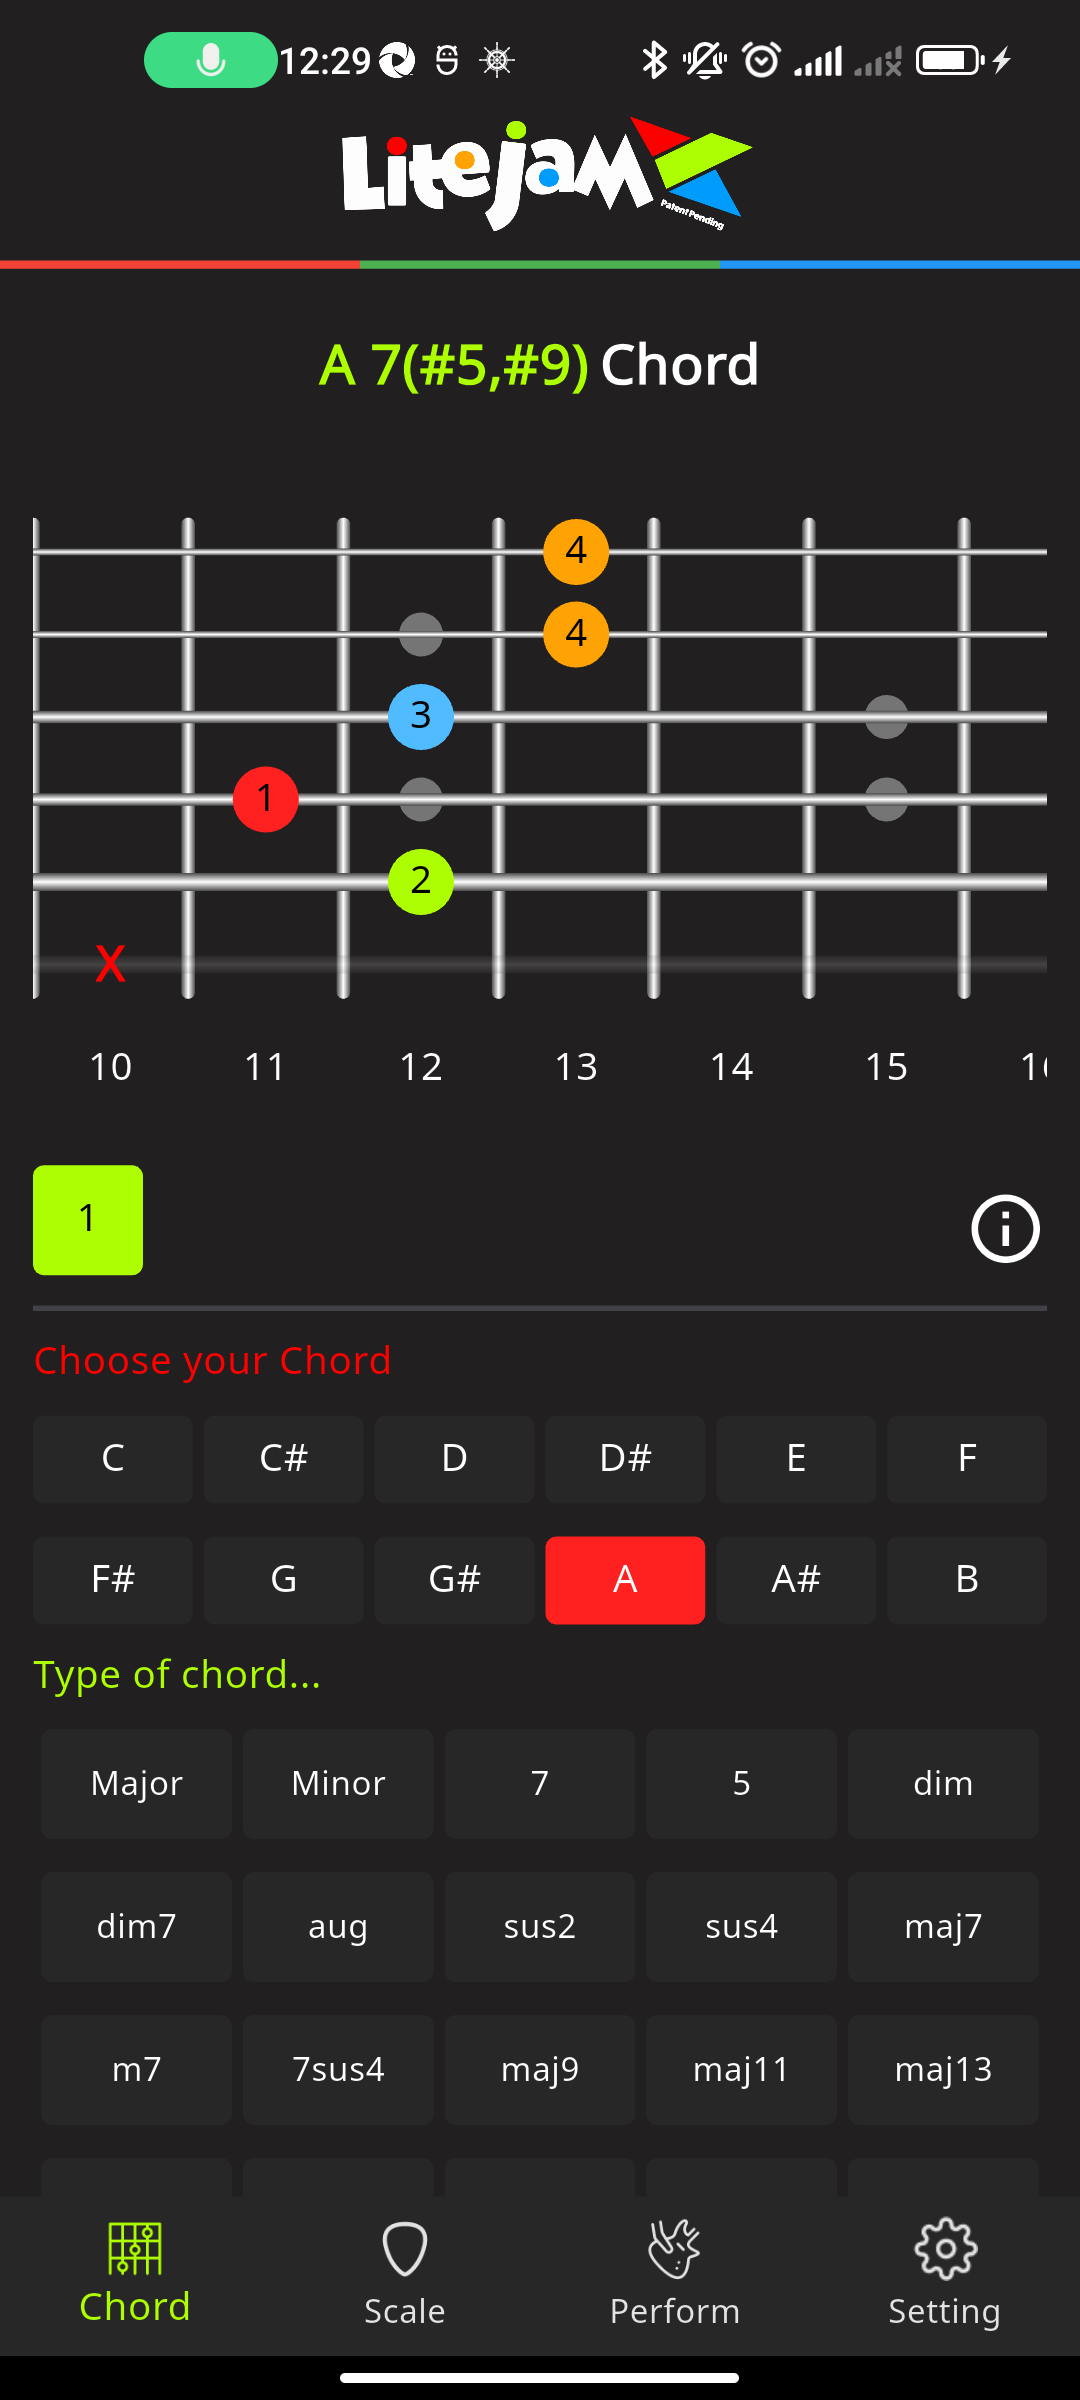 12:29
LiteJam
Patent Pending
A 7(#5,#9) Chord
4
4
3
1
2
X
10 11 12 13 14 15
1
Choose your Chord
C C# D D# E F
F# G G# A A# B
Type of chord...
Major Minor 7 5 dim
dim7 aug sus2 sus4 maj7
m7 7sus4 maj9 maj11 maj13
Chord Scale Perform Setting